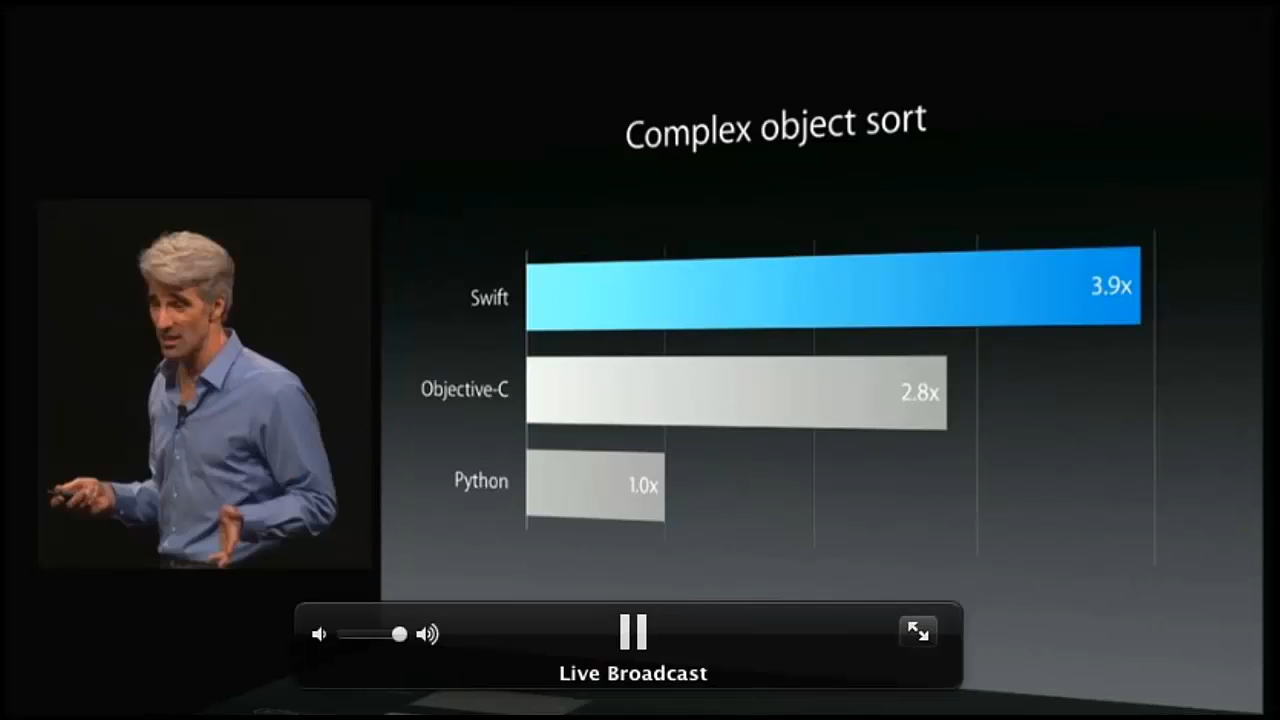 Complex object sort
Swift
3.9x
Objective-C
2.8x
Python
1.0x
Live Broadcast